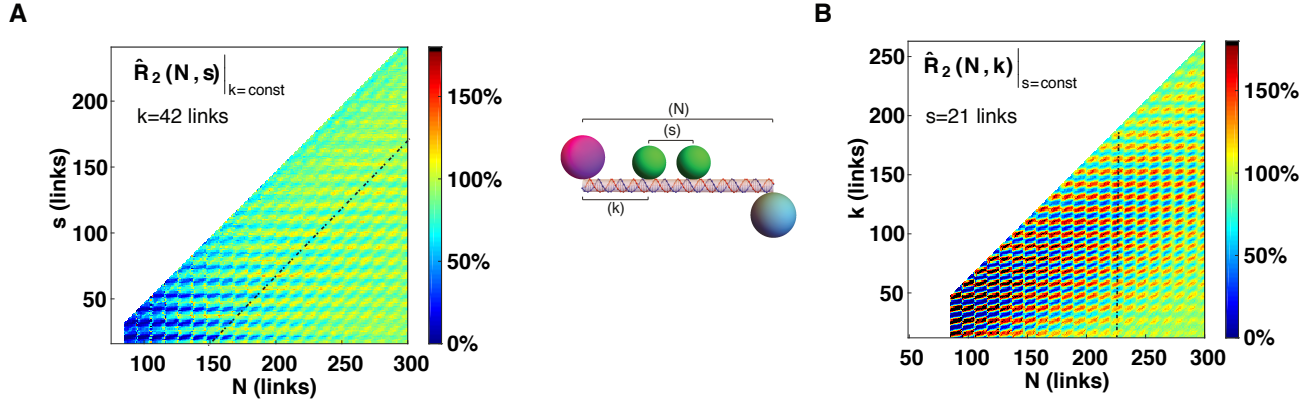 A
R̂₂(N,s)|k=const
k=42 links
s (links)
200
150
100
50
100
150
200
250
300
N (links)
150%
100%
50%
0%
(N)
(s)
(k)
B
R̂₂(N,k)|s=const
s=21 links
k (links)
250
200
150
100
50
50
100
150
200
250
300
N (links)
150%
100%
50%
0%